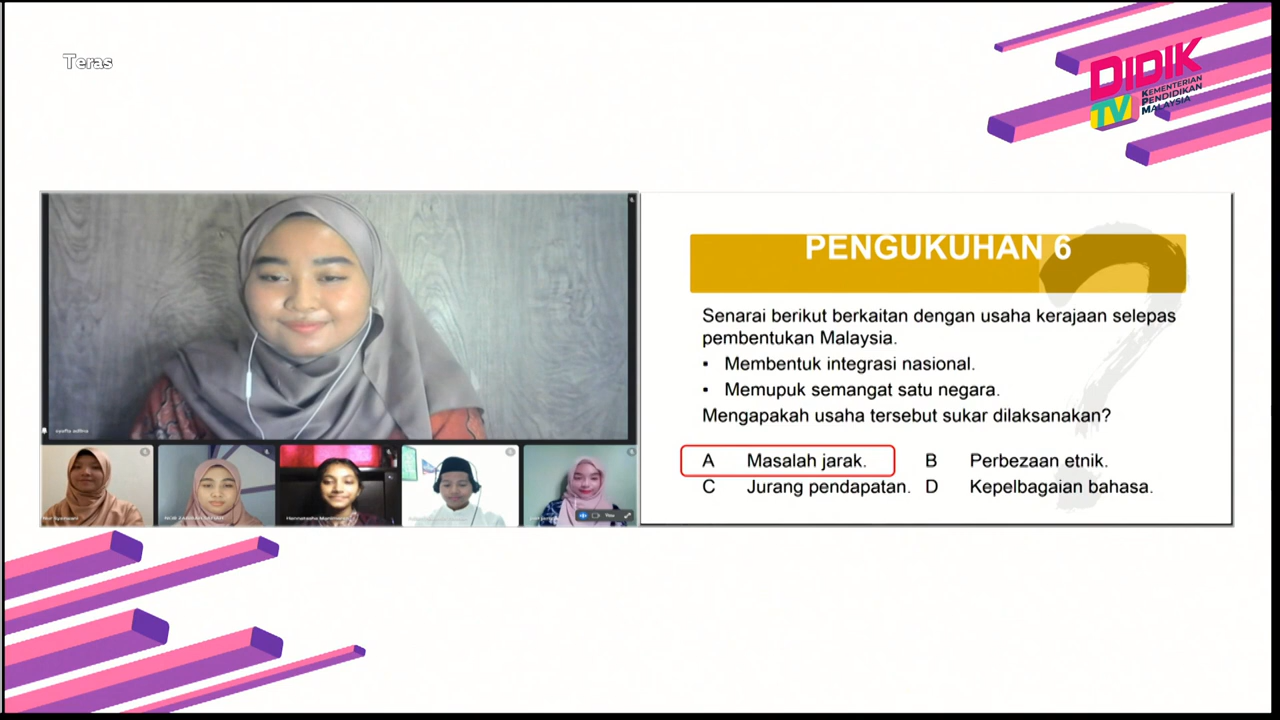 Teras
DIDIK
TV
KEMENTERIAN
PENDIDIKAN
MALAYSIA
PENGUKUHAN 6
Senarai berikut berkaitan dengan usaha kerajaan selepas
pembentukan Malaysia.
▪ Membentuk integrasi nasional.
▪ Memupuk semangat satu negara.
Mengapakah usaha tersebut sukar dilaksanakan?
A Masalah jarak. B Perbezaan etnik.
C Jurang pendapatan. D Kepelbagaian bahasa.